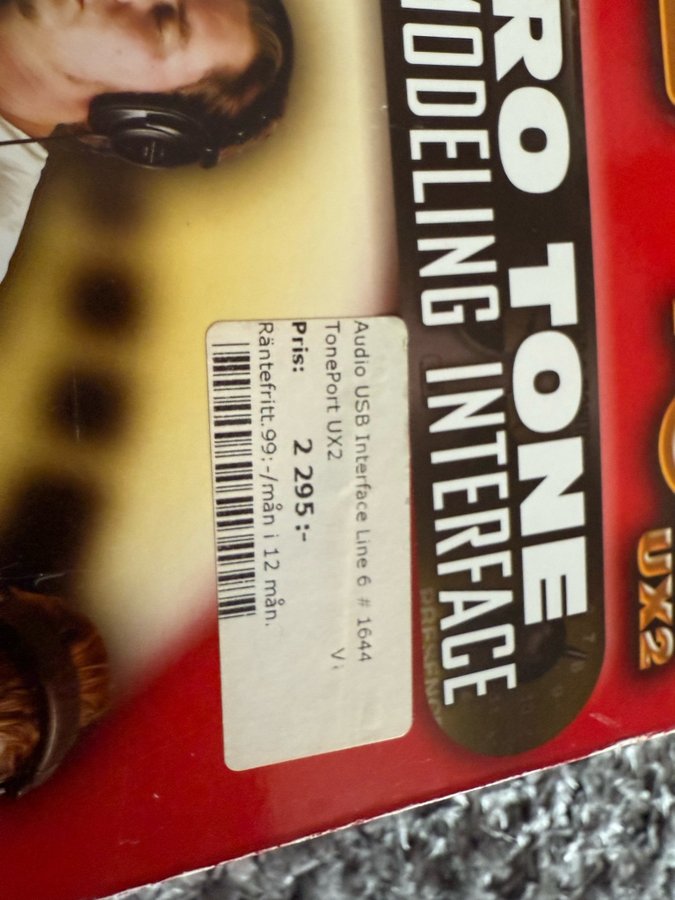 RO TONE
MODELING INTERFACE
UX2
Audio USB Interface Line 6 # 1644
TonePort UX2
Pris: 2 295:-
Räntefritt.99:-/mån i 12 mån.